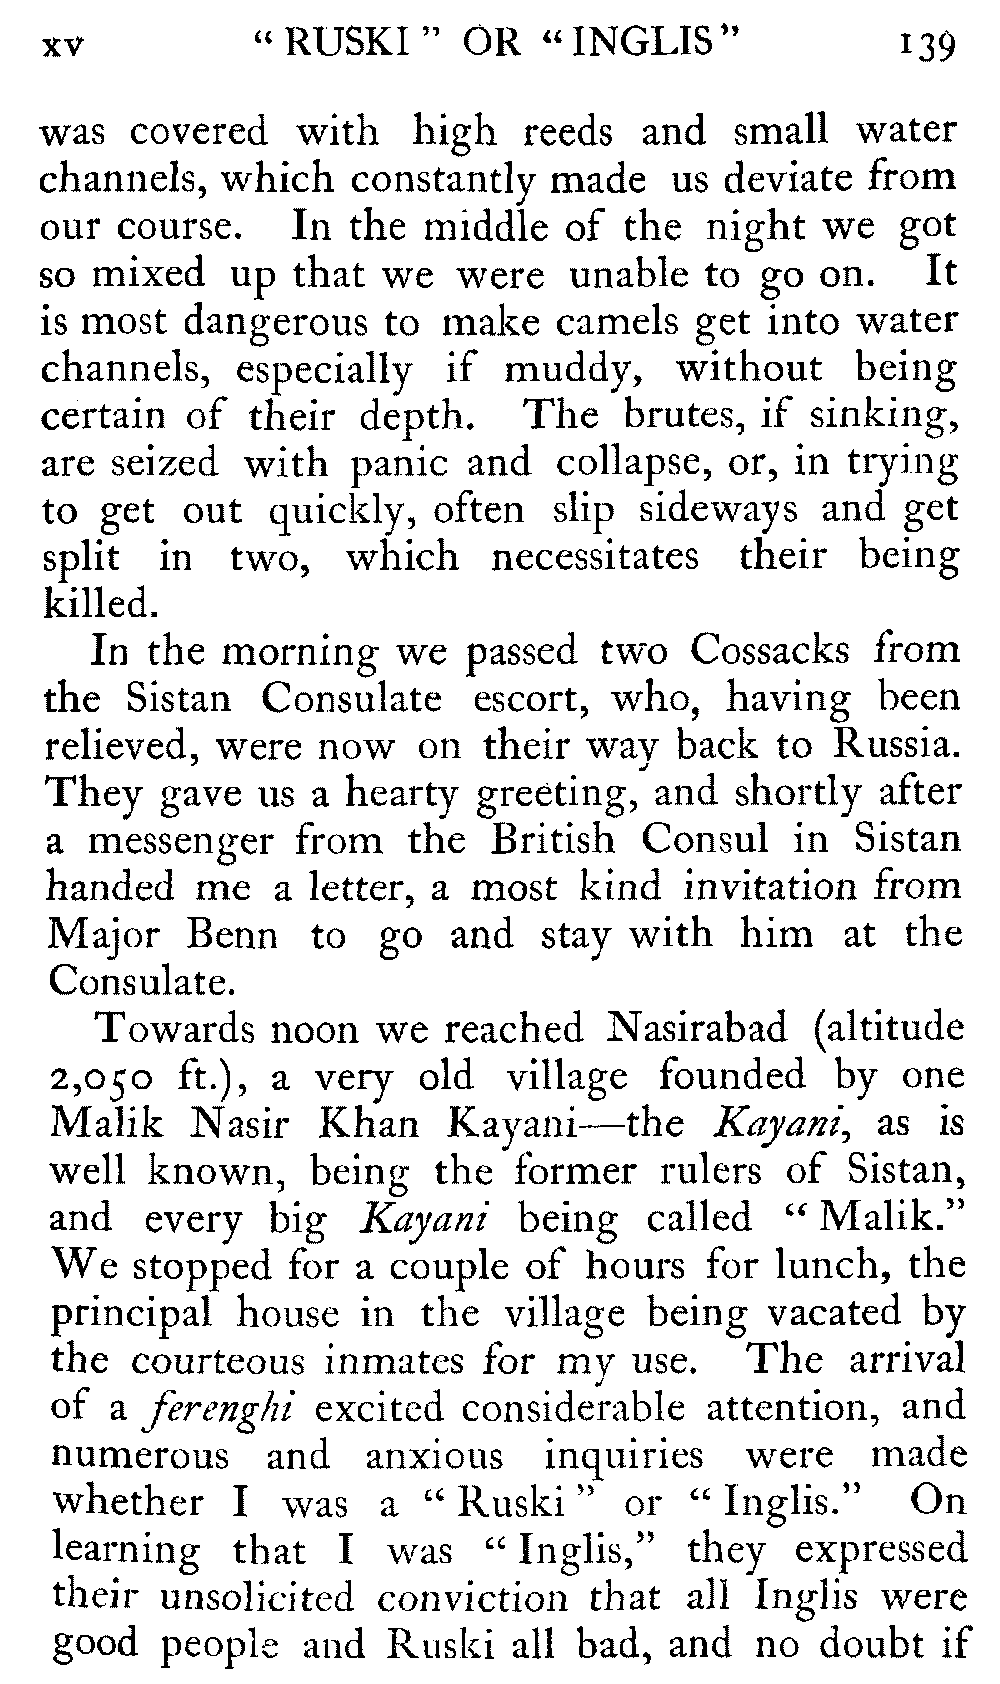 xv “ RUSKI ” OR “ INGLIS ” 139
was covered with high reeds and small water
channels, which constantly made us deviate from
our course. In the middle of the night we got
so mixed up that we were unable to go on. It
is most dangerous to make camels get into water
channels, especially if muddy, without being
certain of their depth. The brutes, if sinking,
are seized with panic and collapse, or, in trying
to get out quickly, often slip sideways and get
split in two, which necessitates their being
killed.
In the morning we passed two Cossacks from
the Sistan Consulate escort, who, having been
relieved, were now on their way back to Russia.
They gave us a hearty greeting, and shortly after
a messenger from the British Consul in Sistan
handed me a letter, a most kind invitation from
Major Benn to go and stay with him at the
Consulate.
Towards noon we reached Nasirabad (altitude
2,050 ft.), a very old village founded by one
Malik Nasir Khan Kayani—the Kayani, as is
well known, being the former rulers of Sistan,
and every big Kayani being called “ Malik.”
We stopped for a couple of hours for lunch, the
principal house in the village being vacated by
the courteous inmates for my use. The arrival
of a ferenghi excited considerable attention, and
numerous and anxious inquiries were made
whether I was a “ Ruski ” or “ Inglis.” On
learning that I was “ Inglis,” they expressed
their unsolicited conviction that all Inglis were
good people and Ruski all bad, and no doubt if